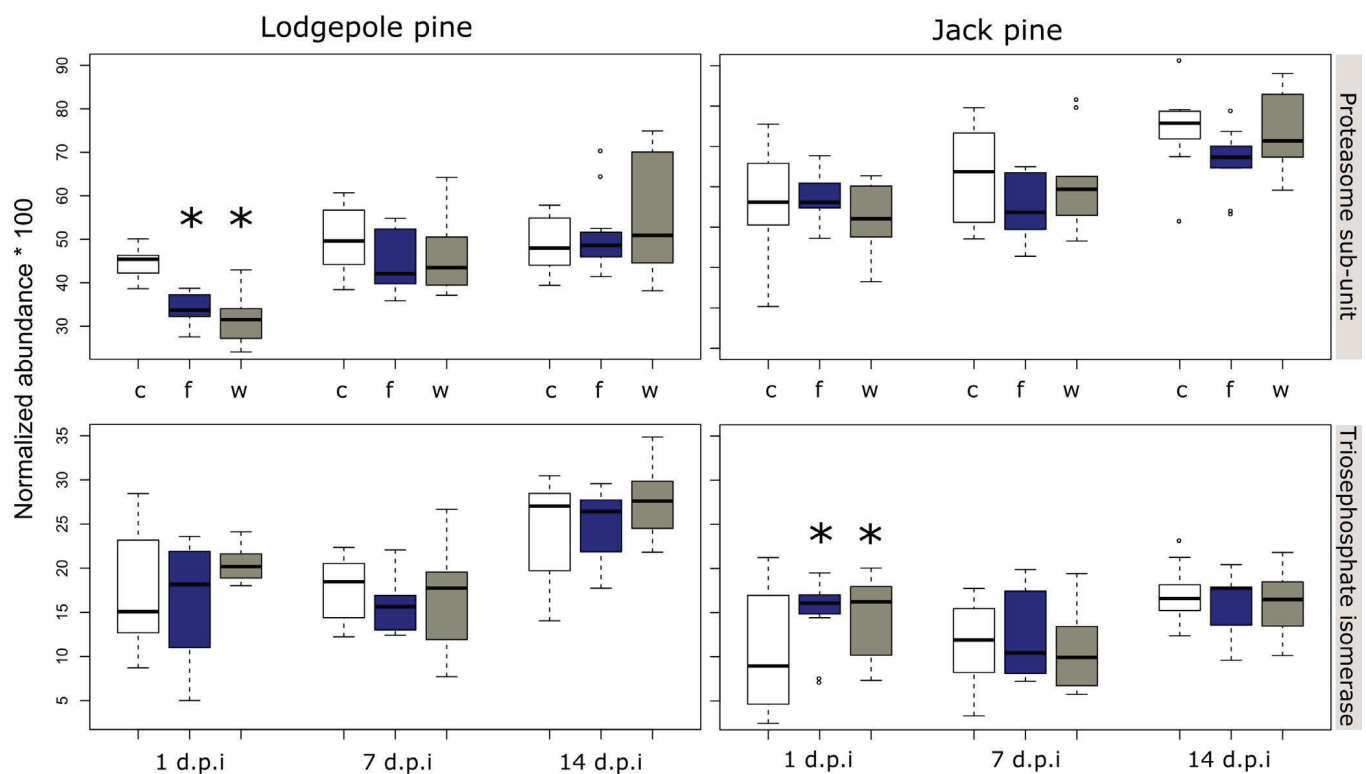 Lodgepole pine
Jack pine
Normalized abundance * 100
90
80
70
60
50
40
30
* *
c f w c f w c f w
c f w c f w c f w
Proteasome sub-unit
35
30
25
20
15
10
5
* *
1 d.p.i 7 d.p.i 14 d.p.i
1 d.p.i 7 d.p.i 14 d.p.i
Triosephosphate isomerase